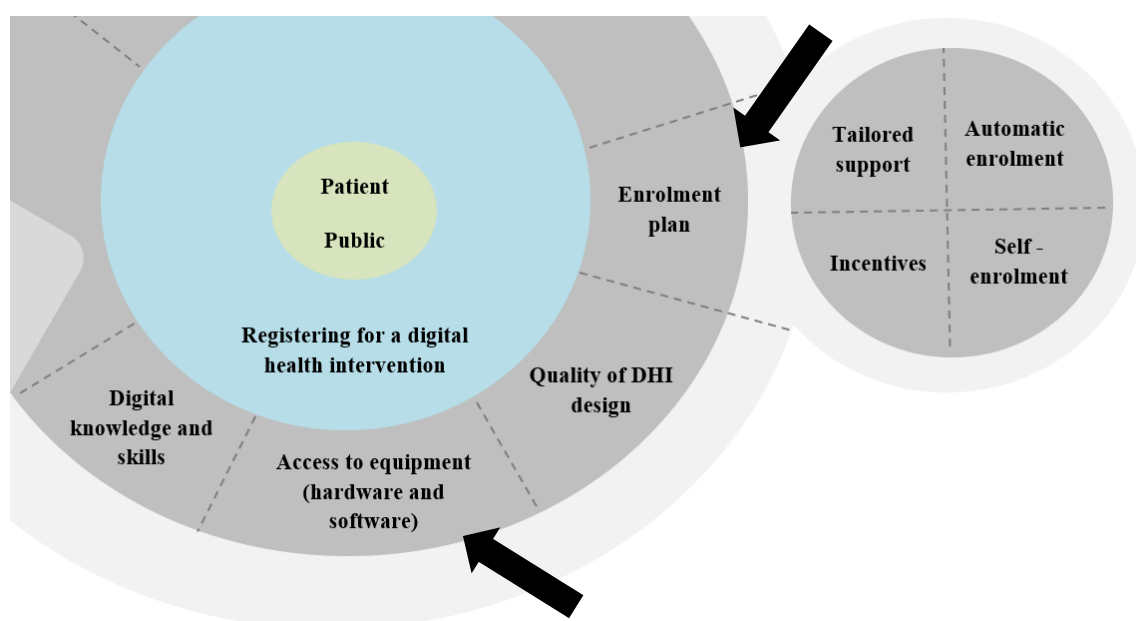 Patient
Public
Registering for a digital
health intervention
Enrolment
plan
Quality of DHI
design
Access to equipment
(hardware and
software)
Digital
knowledge and
skills
Tailored
support
Automatic
enrolment
Incentives
Self -
enrolment